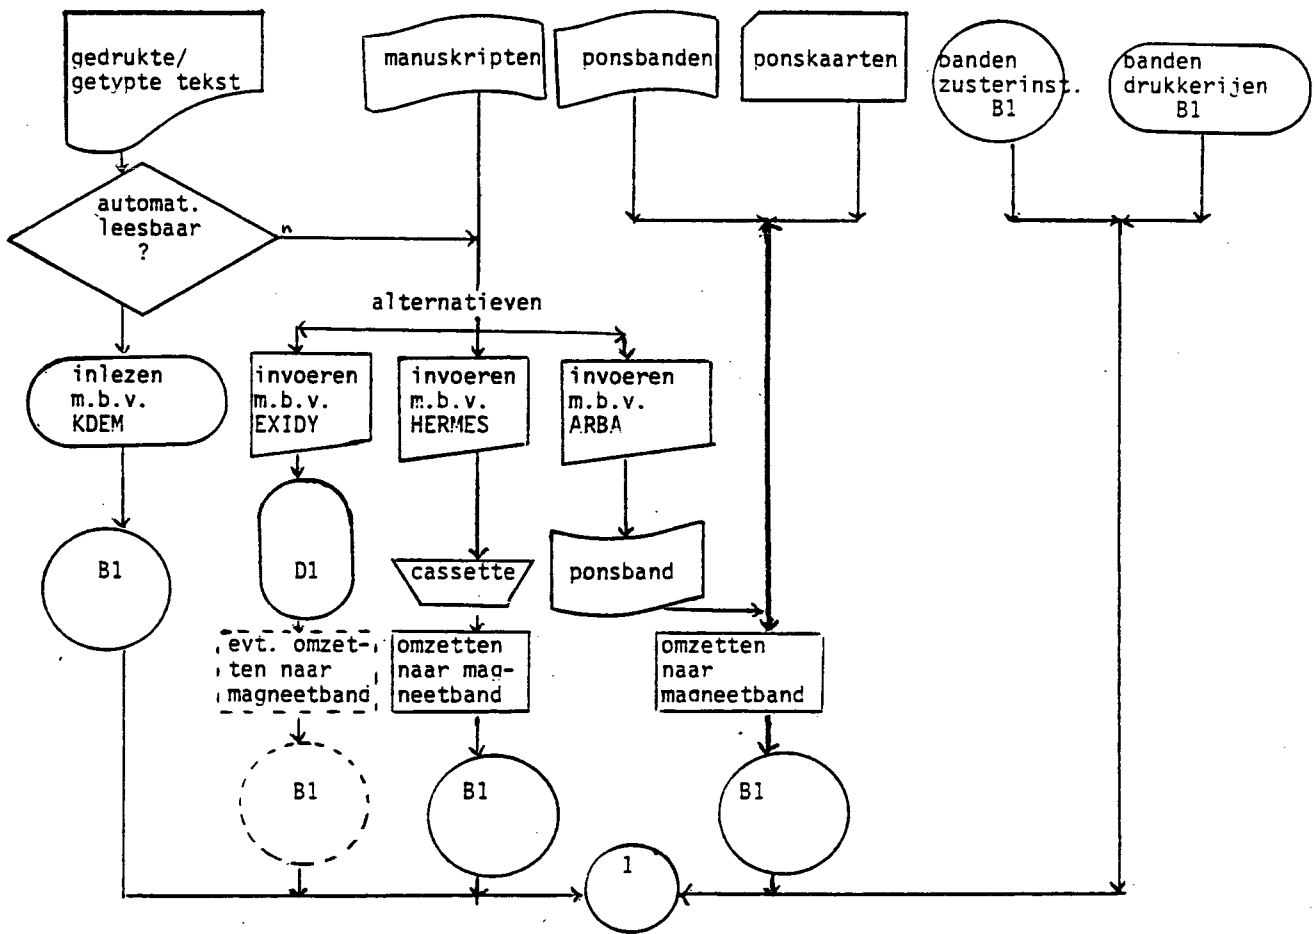 gedrukte/
getypte tekst
manuskripten
ponsbanden
ponskaarten
banden
zusterinst.
B1
banden
drukkerijen
B1
automat.
leesbaar
?
n
alternatieven
inlezen
m.b.v.
KDEM
invoeren
m.b.v.
EXIDY
invoeren
m.b.v.
HERMES
invoeren
m.b.v.
ARBA
B1
D1
cassette
ponsband
evt. omzet-
ten naar
magneetband
omzetten
naar mag-
neetband
omzetten
naar
magneetband
B1
B1
B1
1